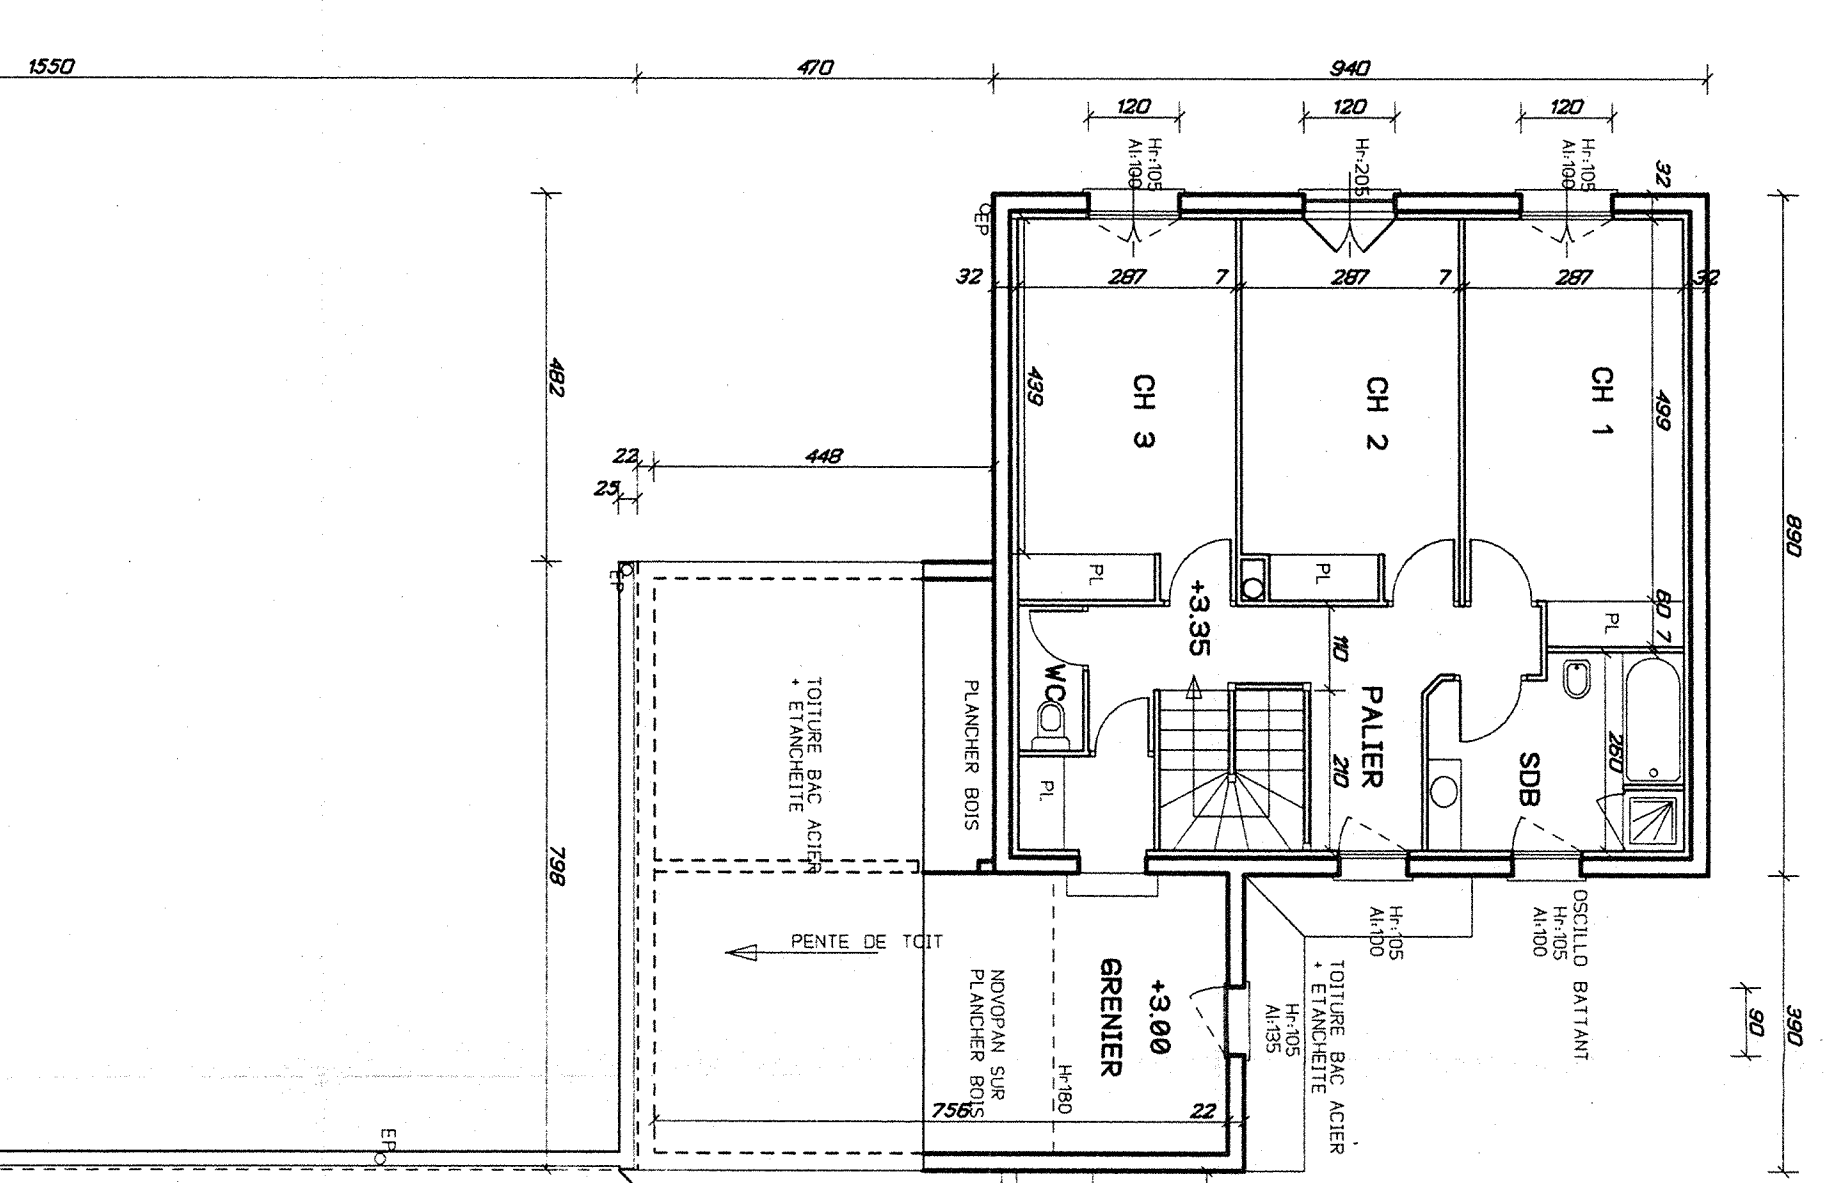 1550
470
940
120
120
120
Hr:105
Al:100
Hr:205
Hr:105
Al:100
32
EP
32
287
7
287
7
287
32
482
439
CH 3
CH 2
CH 1
499
22
448
25
890
EP
PL
PL
60
7
PL
+3.35
110
WC
PALIER
210
SDB
260
PL
TOITURE BAC ACIER
+ ETANCHEITE
PLANCHER BOIS
798
PENTE DE TOIT
Hr:105
Al:100
OSCILLO BATTANT
Hr:105
Al:100
NOVOPAN SUR
PLANCHER BOIS
GRENIER
+3.00
Hr:105
Al:135
TOITURE BAC ACIER
+ ETANCHEITE
90
390
Hr180
756
22
EP